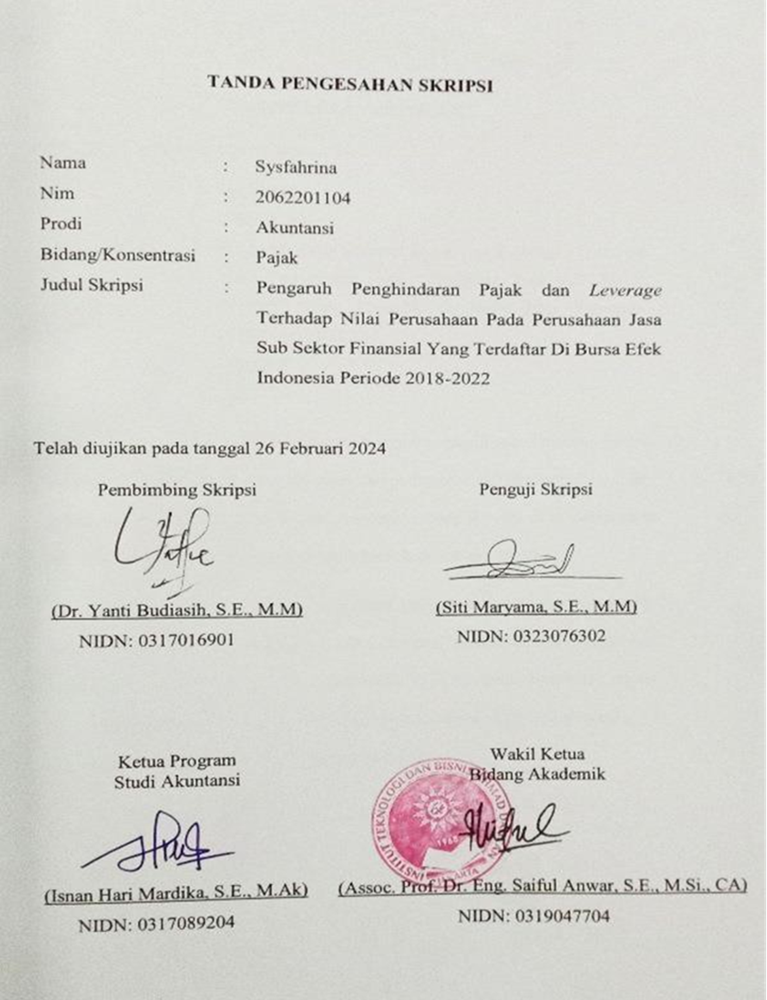 TANDA PENGESAHAN SKRIPSI
Nama : Sysfahrina
Nim : 2062201104
Prodi : Akuntansi
Bidang/Konsentrasi : Pajak
Judul Skripsi : Pengaruh Penghindaran Pajak dan Leverage
Terhadap Nilai Perusahaan Pada Perusahaan Jasa
Sub Sektor Finansial Yang Terdaftar Di Bursa Efek
Indonesia Periode 2018-2022
Telah diujikan pada tanggal 26 Februari 2024
Pembimbing Skripsi
(Dr. Yanti Budiasih, S.E., M.M)
NIDN: 0317016901
Penguji Skripsi
(Siti Maryama, S.E., M.M)
NIDN: 0323076302
Ketua Program
Studi Akuntansi
(Isnan Hari Mardika, S.E., M.Ak)
NIDN: 0317089204
Wakil Ketua
Bidang Akademik
INSTITUT TEKNOLOGI DAN BISNIS
1968
(Assoc. Prof. Dr. Eng. Saiful Anwar, S.E., M.Si., CA)
NIDN: 0319047704